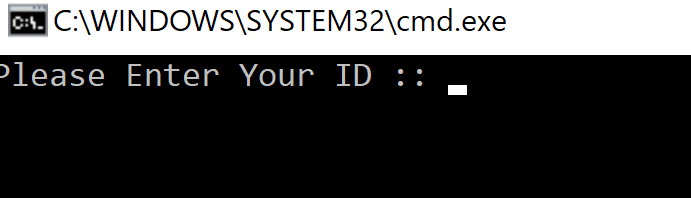 C:\WINDOWS\SYSTEM32\cmd.exe
Please Enter Your ID ::